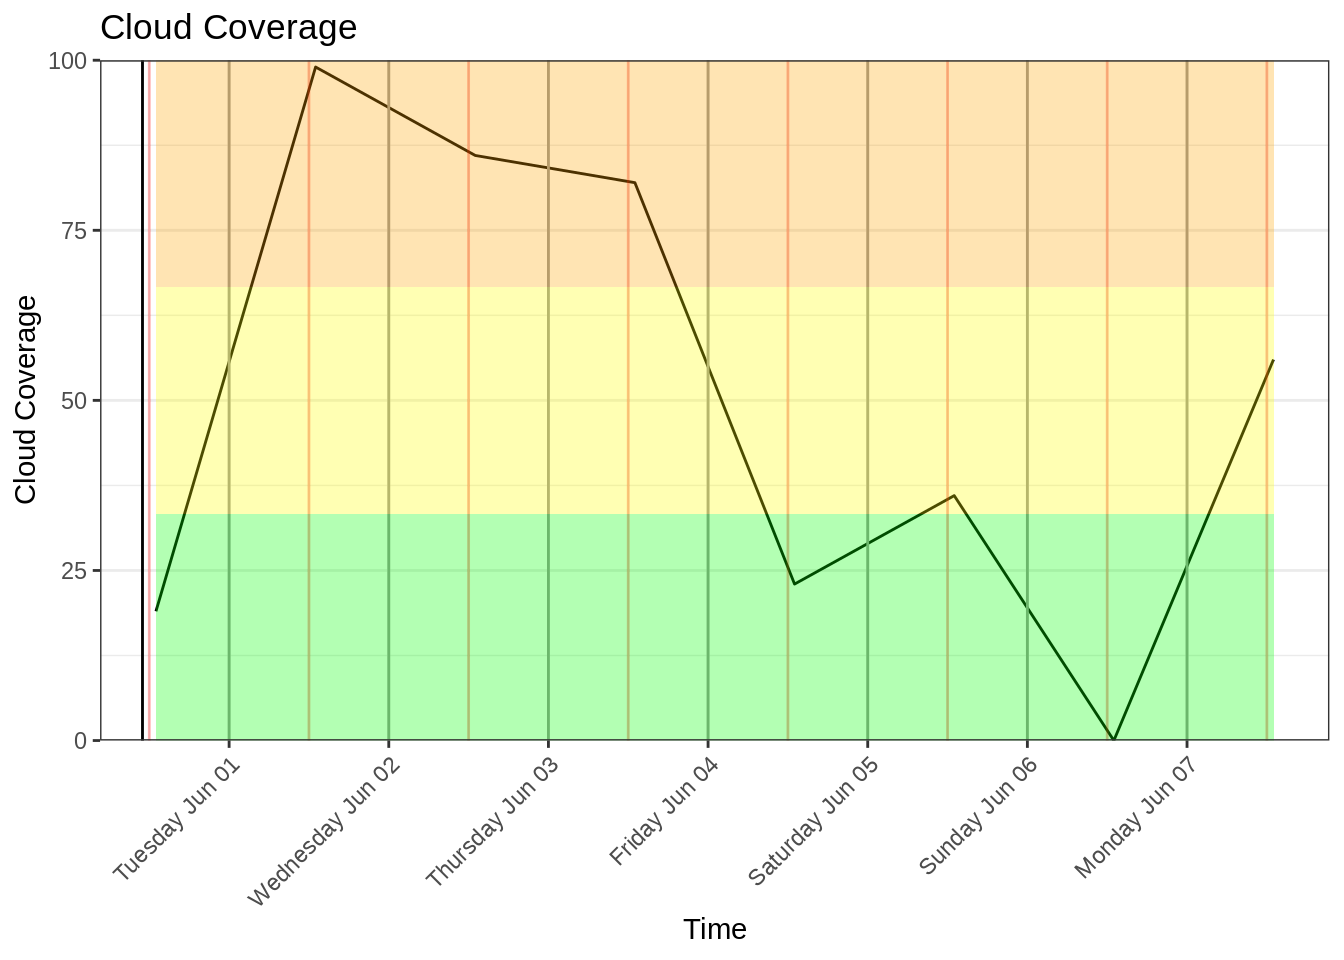 Cloud Coverage
Cloud Coverage
100
75
50
25
0
Tuesday Jun 01
Wednesday Jun 02
Thursday Jun 03
Friday Jun 04
Saturday Jun 05
Sunday Jun 06
Monday Jun 07
Time